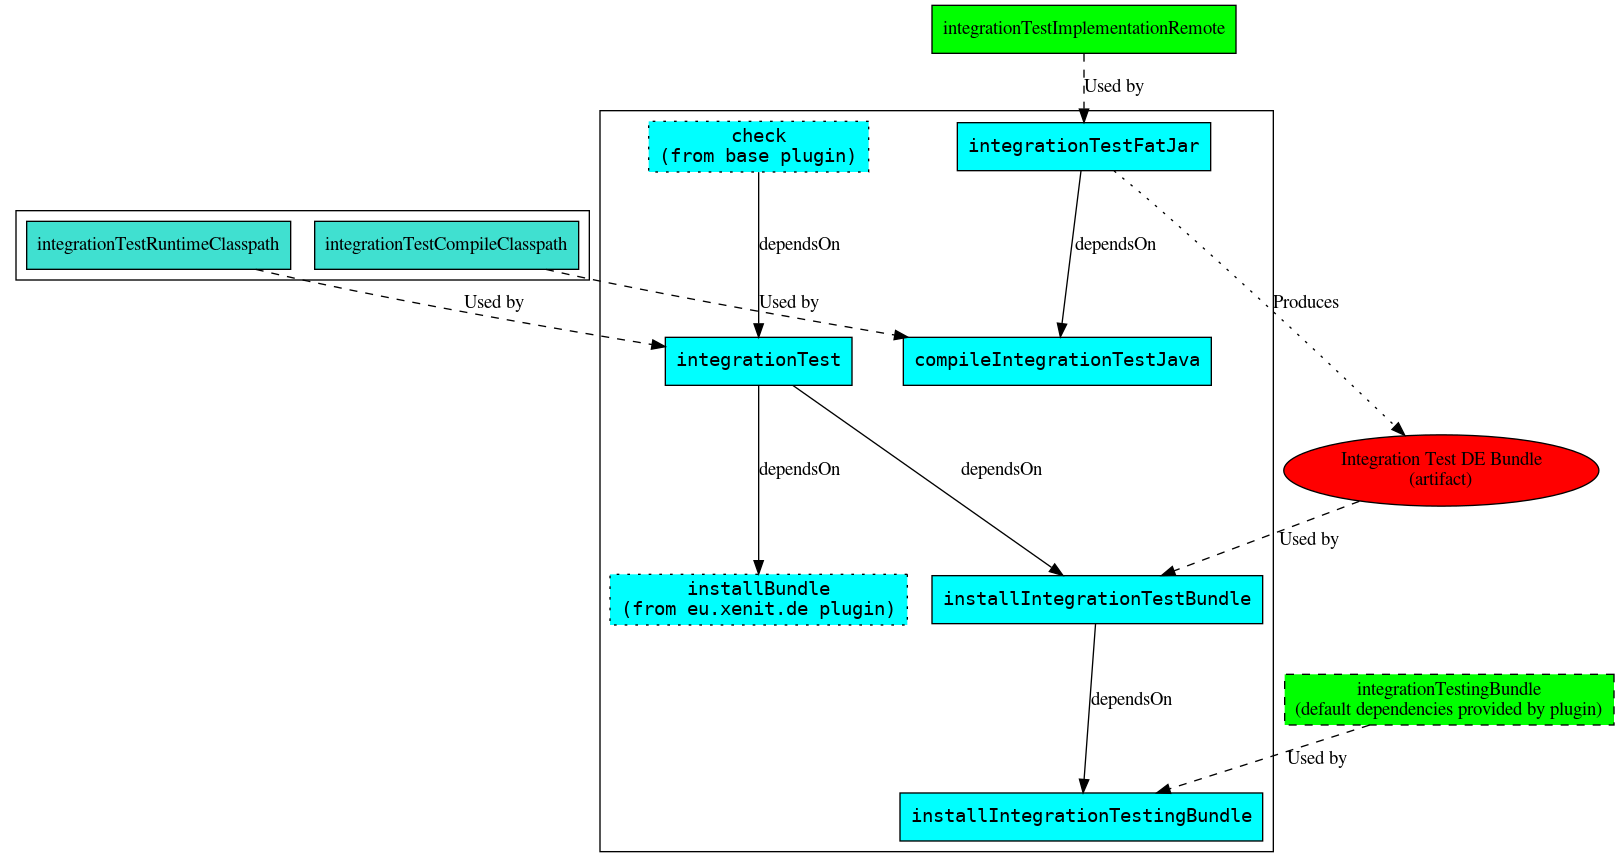 integrationTestImplementationRemote
Used by
check
(from base plugin)
integrationTestFatJar
integrationTestRuntimeClasspath
integrationTestCompileClasspath
dependsOn
dependsOn
Used by
Used by
Produces
integrationTest
compileIntegrationTestJava
Integration Test DE Bundle
(artifact)
dependsOn
dependsOn
Used by
installBundle
(from eu.xenit.de plugin)
installIntegrationTestBundle
integrationTestingBundle
(default dependencies provided by plugin)
dependsOn
Used by
installIntegrationTestingBundle